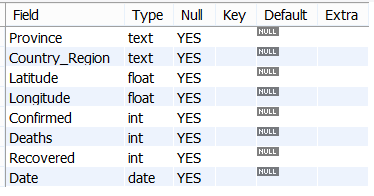 Field Type Null Key Default Extra
Province text YES NULL
Country_Region text YES NULL
Latitude float YES NULL
Longitude float YES NULL
Confirmed int YES NULL
Deaths int YES NULL
Recovered int YES NULL
Date date YES NULL